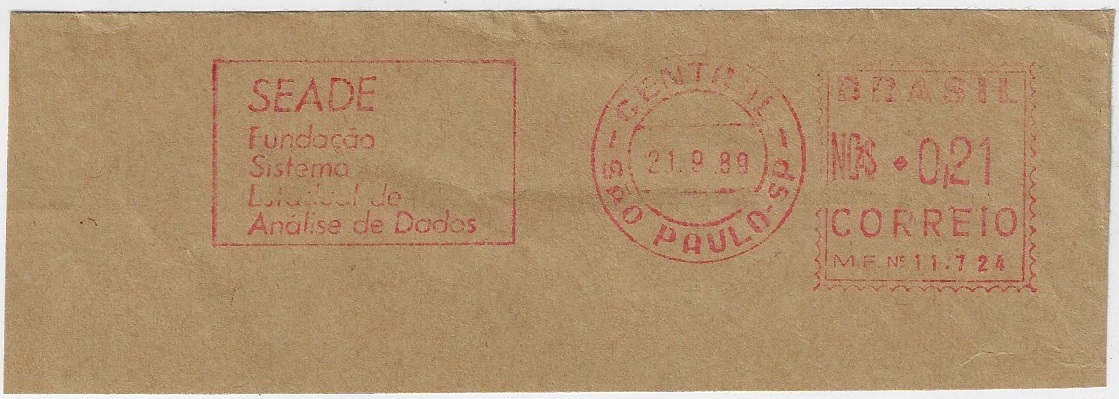 SEADE
Fundação
Sistema
Estadual de
Análise de Dados
CENTRAL
21.9.89
SÃO PAULO-SP
BRASIL
NCz$ 0,21
CORREIO
M.F. Nº 11.724